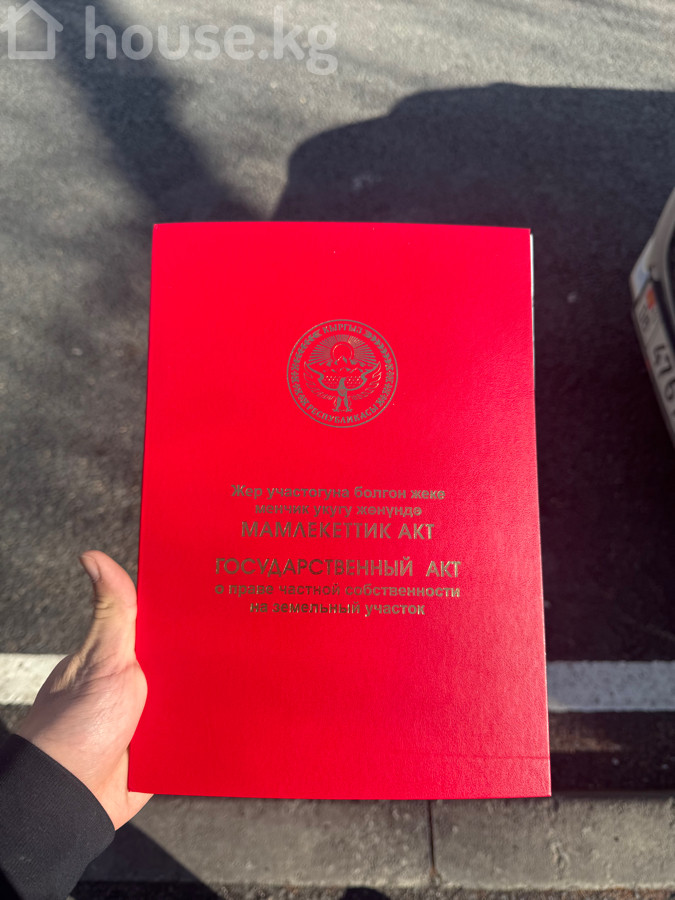 house.kg
КЫРГЫЗ
РЕСПУБЛИКАСЫ
Жер участогуна болгон жеке
менчик укугу жөнүндө
МАМЛЕКЕТТИК АКТ
ГОСУДАРСТВЕННЫЙ АКТ
о праве частной собственности
на земельный участок
476